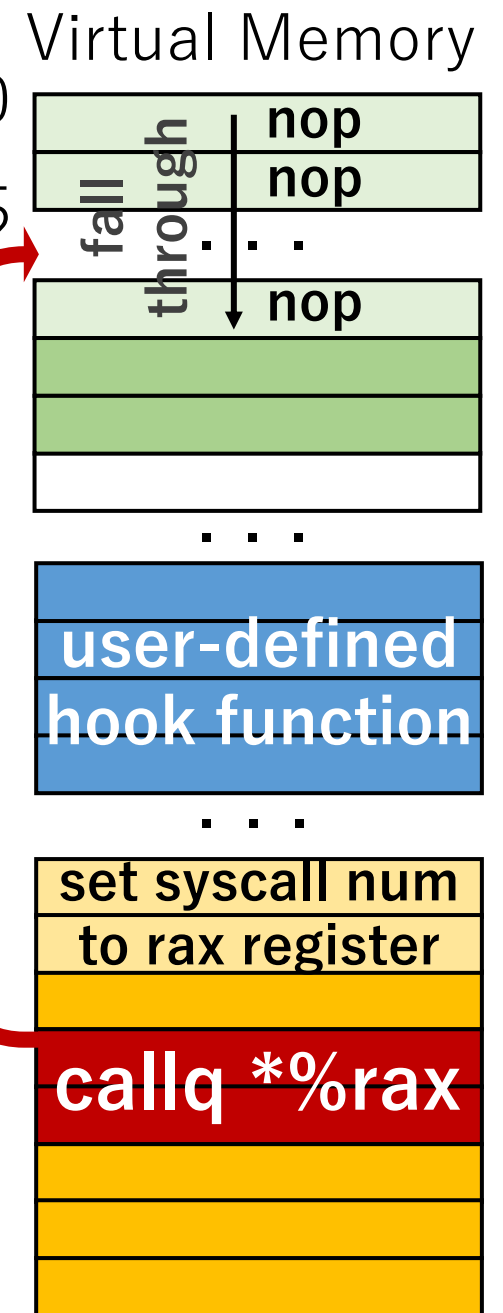 Virtual Memory
nop
nop
fall
through
. . .
nop
. . .
user-defined
hook function
. . .
set syscall num
to rax register
callq *%rax